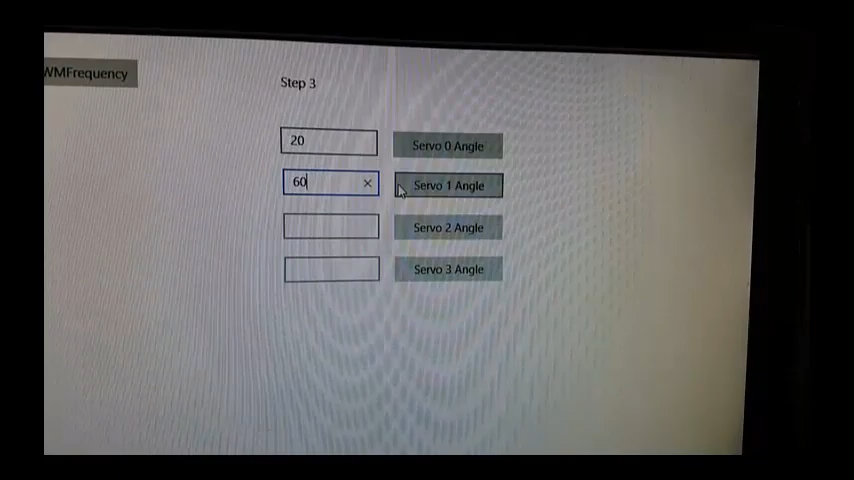 WMFrequency
Step 3
20
Servo 0 Angle
60
Servo 1 Angle
Servo 2 Angle
Servo 3 Angle